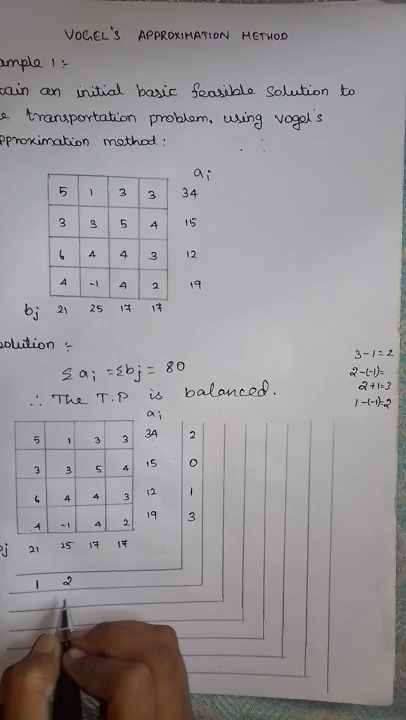 VOGEL'S APPROXIMATION METHOD
ample 1 :-
tain an initial basic feasible solution to
e transportation problem, using Vogel's
pproximation method :
ai
5 1 3 3 34
3 3 5 4 15
6 4 4 3 12
4 -1 4 2 19
bj 21 25 17 17
olution :-
Σai = Σbj = 80
∴ The T.P is balanced.
3-1=2
2-(-1)=
2+1=3
1-(-1)=2
ai
5 1 3 3 34 2
3 3 5 4 15 0
6 4 4 3 12 1
4 -1 4 2 19 3
bj 21 25 17 17
1 2